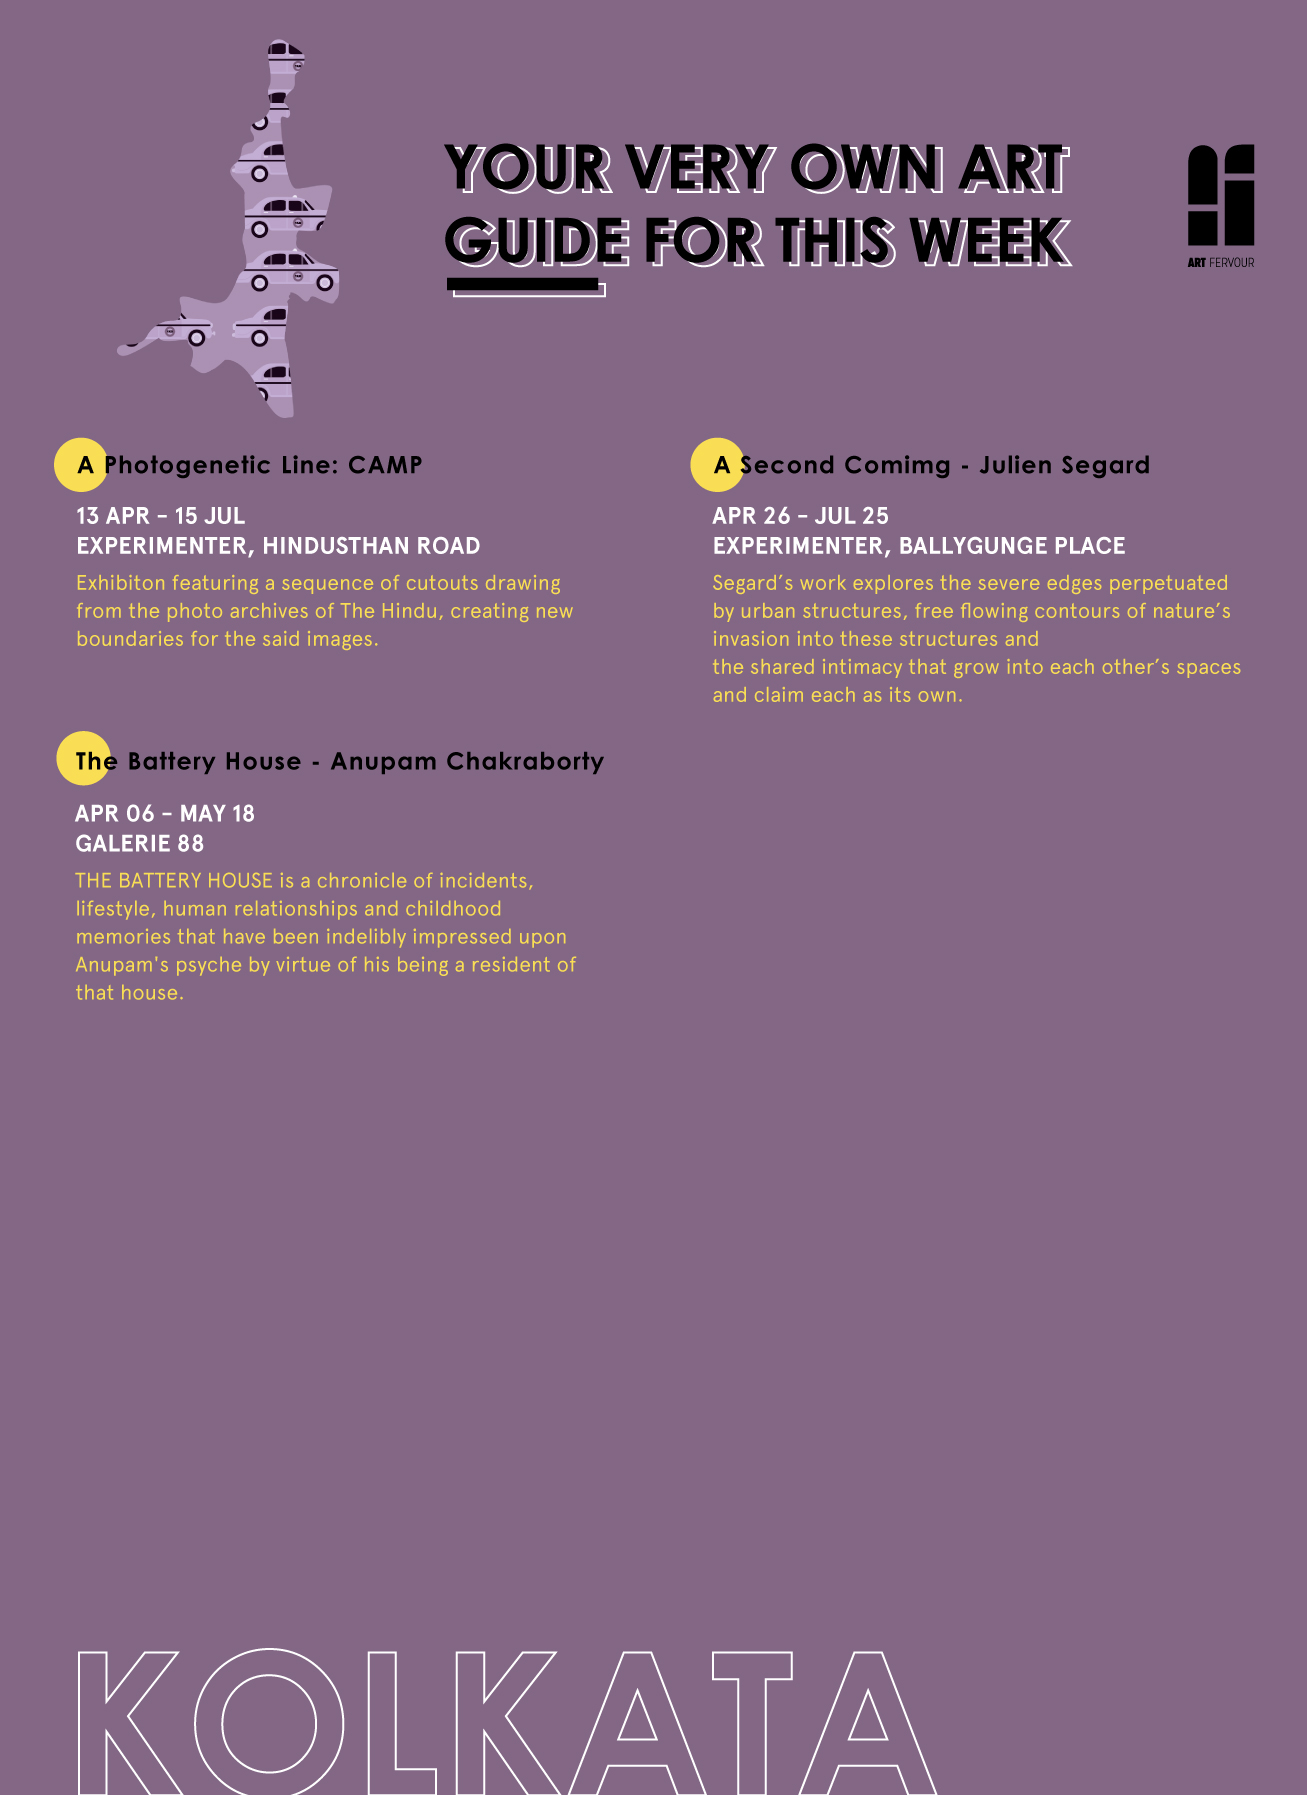 YOUR VERY OWN ART
GUIDE FOR THIS WEEK
ART FERVOUR
A Photogenetic Line: CAMP
13 APR – 15 JUL
EXPERIMENTER, HINDUSTHAN ROAD
Exhibiton featuring a sequence of cutouts drawing
from the photo archives of The Hindu, creating new
boundaries for the said images.
A Second Comimg - Julien Segard
APR 26 – JUL 25
EXPERIMENTER, BALLYGUNGE PLACE
Segard’s work explores the severe edges perpetuated
by urban structures, free flowing contours of nature’s
invasion into these structures and
the shared intimacy that grow into each other’s spaces
and claim each as its own.
The Battery House - Anupam Chakraborty
APR 06 – MAY 18
GALERIE 88
THE BATTERY HOUSE is a chronicle of incidents,
lifestyle, human relationships and childhood
memories that have been indelibly impressed upon
Anupam's psyche by virtue of his being a resident of
that house.
KOLKATA